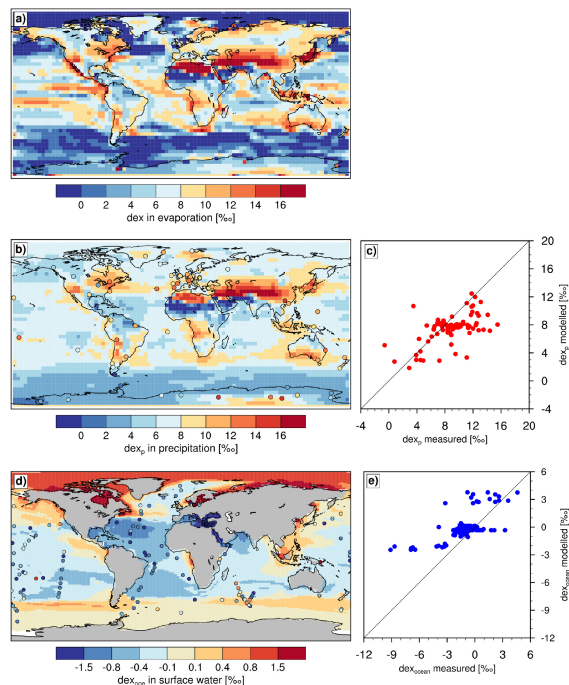 a)
0 2 4 6 8 10 12 14 16
dex in evaporation [‰]
b)
0 2 4 6 8 10 12 14 16
dexp in precipitation [‰]
c)
20
16
12
8
4
0
-4
-4 0 4 8 12 16 20
dexp measured [‰]
dexp modelled [‰]
d)
-1.5 -0.8 -0.4 -0.1 0.1 0.4 0.8 1.5
dexoce in surface water [‰]
e)
6
3
0
-3
-6
-9
-12
-12 -9 -6 -3 0 3 6
dexocean measured [‰]
dexocean modelled [‰]